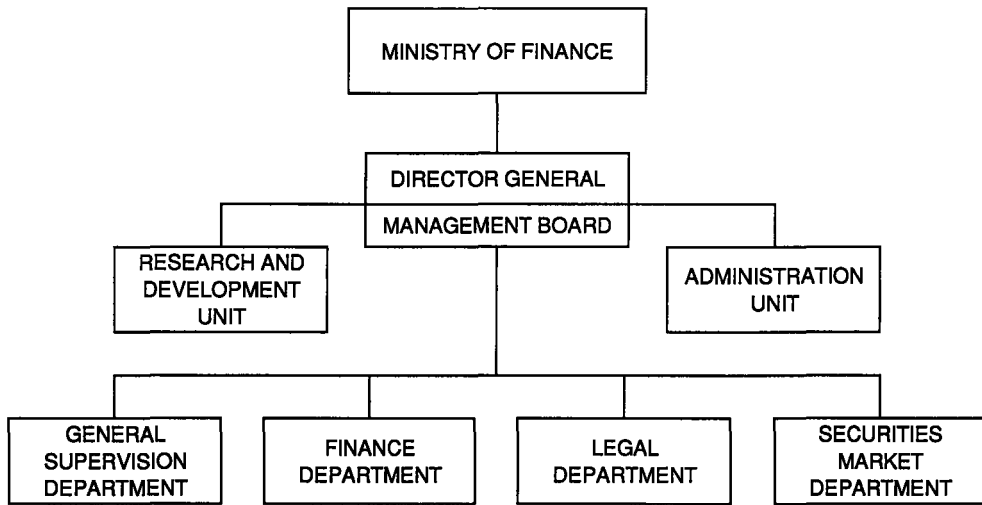 MINISTRY OF FINANCE
DIRECTOR GENERAL
MANAGEMENT BOARD
RESEARCH AND
DEVELOPMENT
UNIT
ADMINISTRATION
UNIT
GENERAL
SUPERVISION
DEPARTMENT
FINANCE
DEPARTMENT
LEGAL
DEPARTMENT
SECURITIES
MARKET
DEPARTMENT